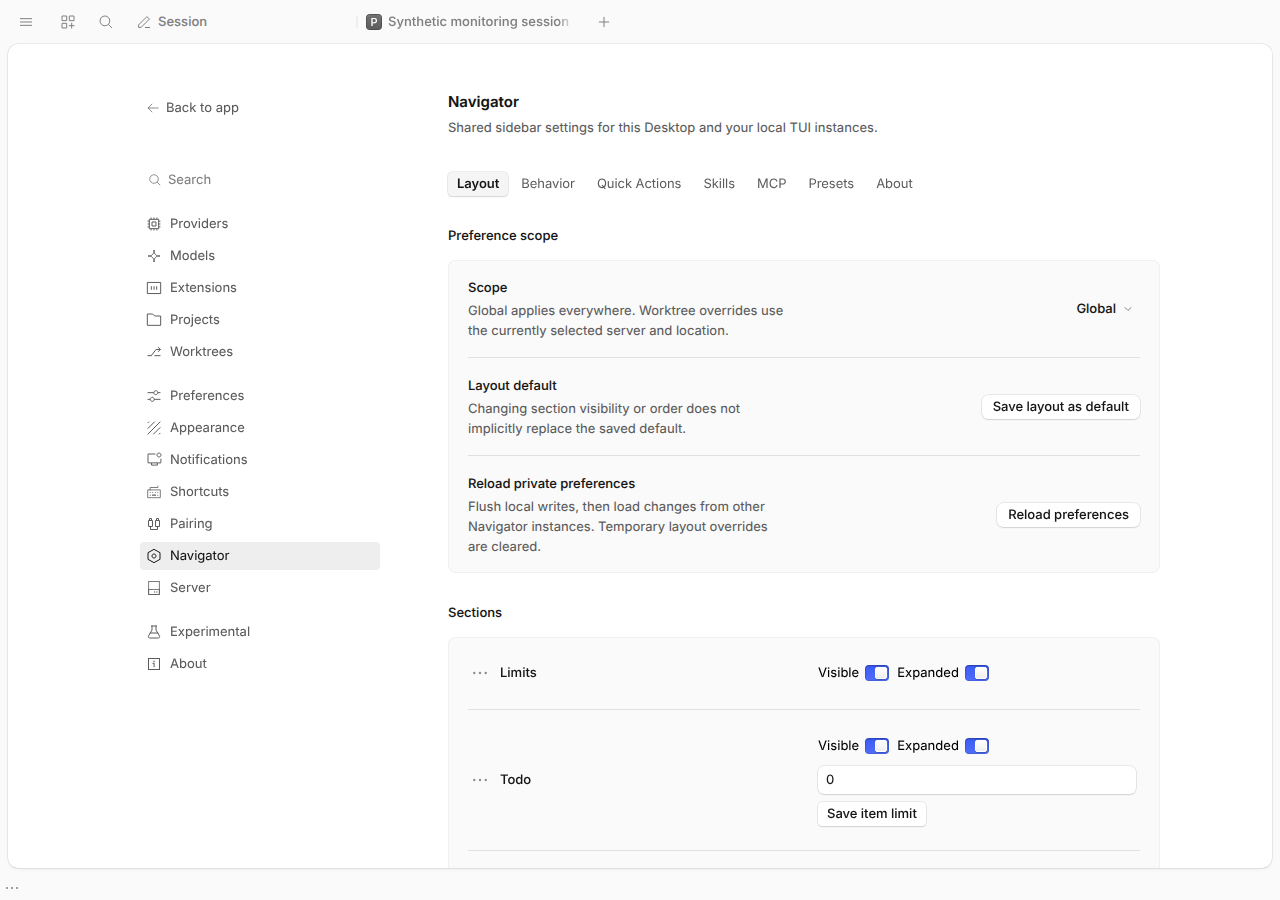 Session
P Synthetic monitoring session
Back to app
Search
Providers
Models
Extensions
Projects
Worktrees
Preferences
Appearance
Notifications
Shortcuts
Pairing
Navigator
Server
Experimental
About
Navigator
Shared sidebar settings for this Desktop and your local TUI instances.
Layout Behavior Quick Actions Skills MCP Presets About
Preference scope
Scope
Global applies everywhere. Worktree overrides use
the currently selected server and location.
Global
Layout default
Changing section visibility or order does not
implicitly replace the saved default.
Save layout as default
Reload private preferences
Flush local writes, then load changes from other
Navigator instances. Temporary layout overrides
are cleared.
Reload preferences
Sections
Limits
Visible Expanded
Todo
Visible Expanded
0
Save item limit